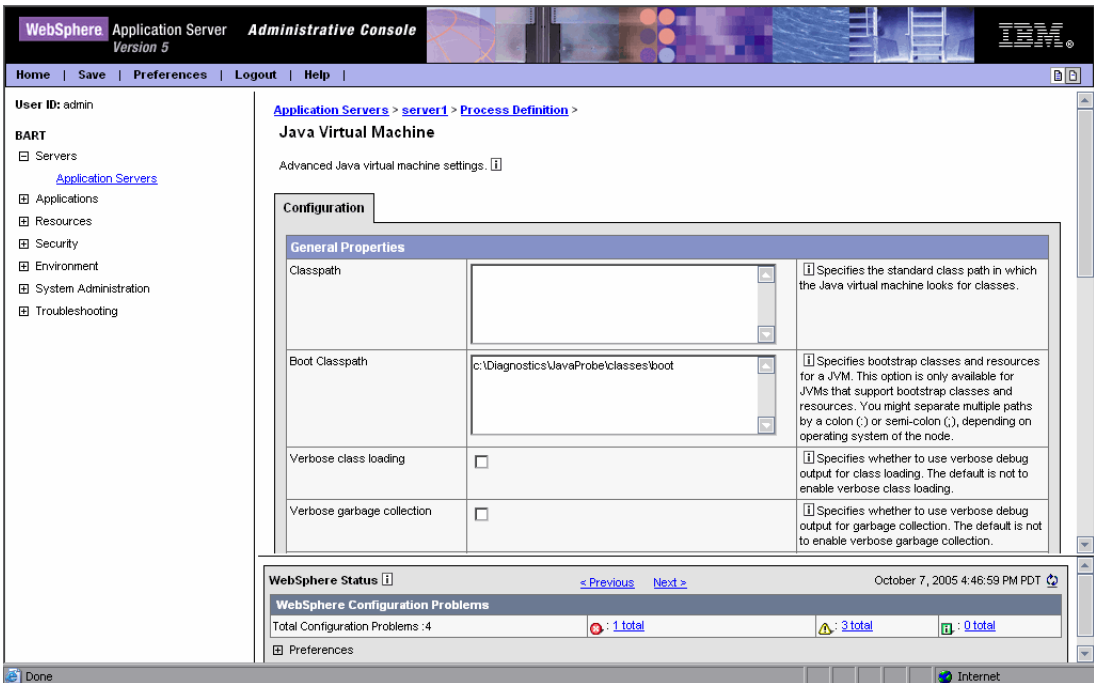 WebSphere Application Server Administrative Console
Version 5
IBM
Home | Save | Preferences | Logout | Help |
User ID: admin
BART
Servers
Application Servers
Applications
Resources
Security
Environment
System Administration
Troubleshooting
Application Servers > server1 > Process Definition >
Java Virtual Machine
Advanced Java virtual machine settings. i
Configuration
General Properties
Classpath
i Specifies the standard class path in which
the Java virtual machine looks for classes.
Boot Classpath
c:\Diagnostics\JavaProbe\classes\boot
i Specifies bootstrap classes and resources
for a JVM. This option is only available for
JVMs that support bootstrap classes and
resources. You might separate multiple paths
by a colon (:) or semi-colon (;), depending on
operating system of the node.
Verbose class loading
i Specifies whether to use verbose debug
output for class loading. The default is not to
enable verbose class loading.
Verbose garbage collection
i Specifies whether to use verbose debug
output for garbage collection. The default is not
to enable verbose garbage collection.
WebSphere Status i < Previous Next > October 7, 2005 4:46:59 PM PDT
WebSphere Configuration Problems
Total Configuration Problems :4 : 1 total : 3 total : 0 total
Preferences
Done Internet